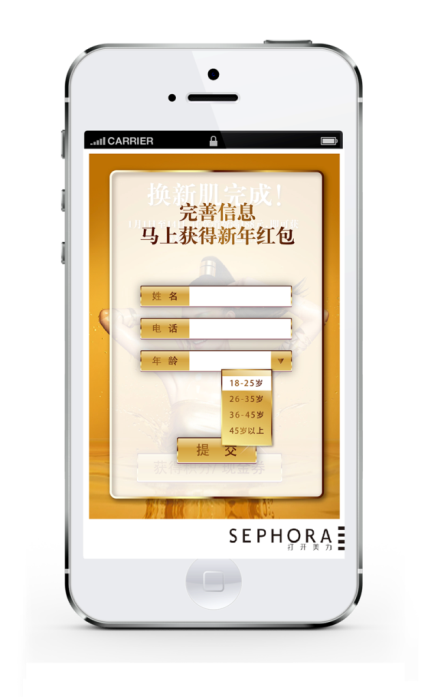 CARRIER
换新肌完成！
完善信息
马上获得新年红包
姓 名
电 话
年 龄
18-25岁
26-35岁
36-45岁
45岁以上
提 交
SEPHORA
打开美力